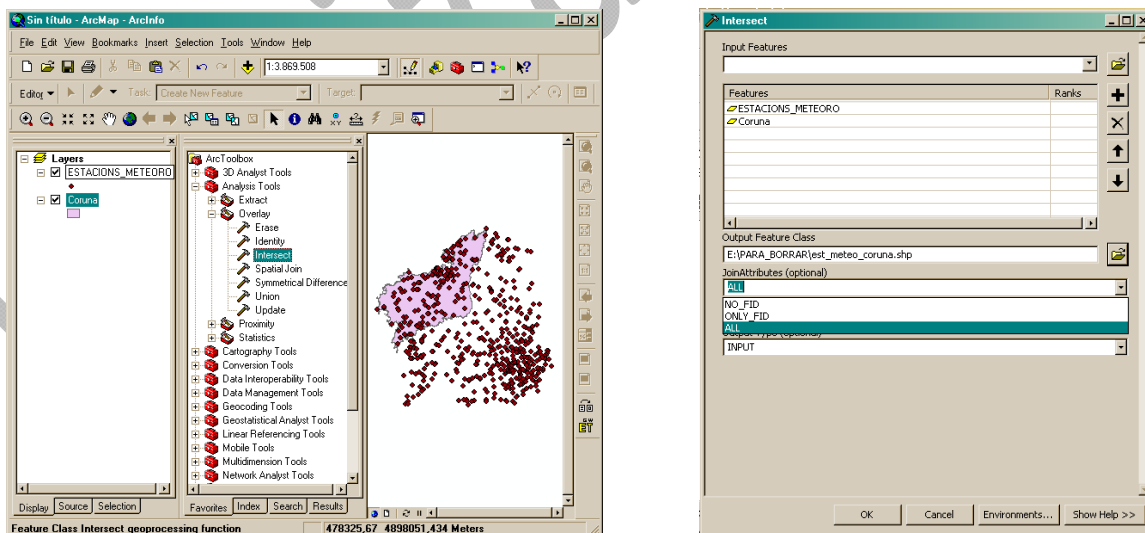 Sin título - ArcMap - ArcInfo
File Edit View Bookmarks Insert Selection Tools Window Help
1:3.869.508
Editor Task: Create New Feature Target:
Layers
ESTACIONS_METEORO
Coruna
ArcToolbox
3D Analyst Tools
Analysis Tools
Extract
Overlay
Erase
Identity
Intersect
Spatial Join
Symmetrical Difference
Union
Update
Proximity
Statistics
Cartography Tools
Conversion Tools
Data Interoperability Tools
Data Management Tools
Geocoding Tools
Geostatistical Analyst Tools
Linear Referencing Tools
Mobile Tools
Multidimension Tools
Network Analyst Tools
Display Source Selection
Favorites Index Search Results
Feature Class Intersect geoprocessing function
478325,67 4898051,434 Meters
ET
Intersect
Input Features
Features Ranks
ESTACIONS_METEORO
Coruna
Output Feature Class
E:\PARA_BORRAR\est_meteo_coruna.shp
JoinAttributes (optional)
ALL
NO_FID
ONLY_FID
ALL
Output Type (optional)
INPUT
OK Cancel Environments... Show Help >>